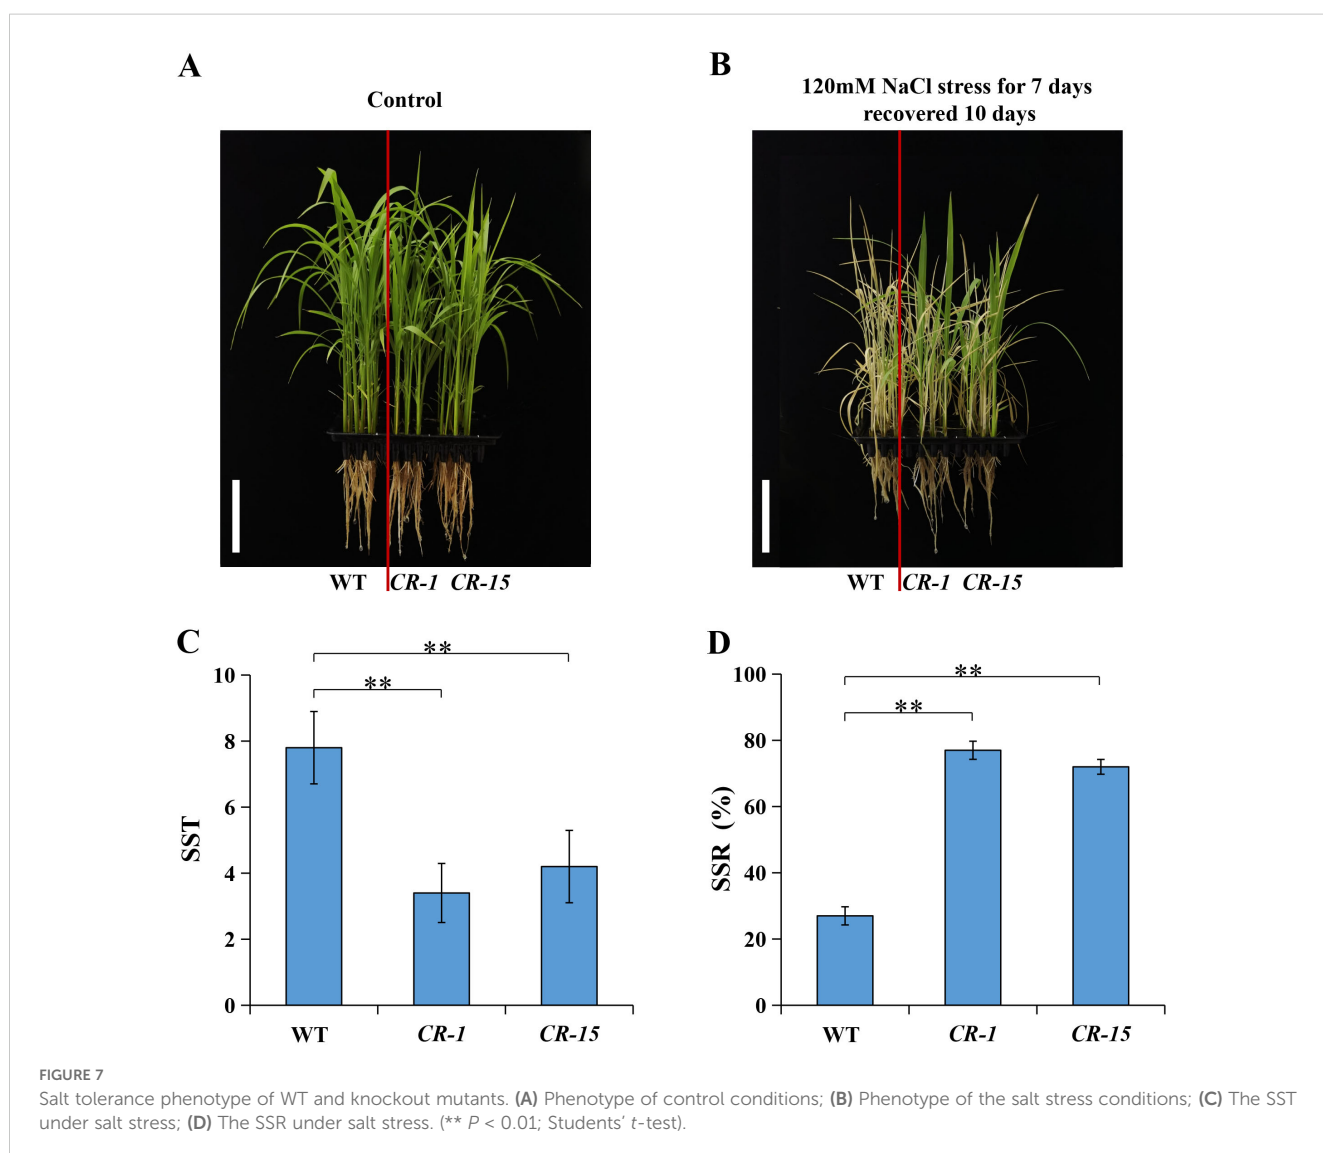 A
Control
WT CR-1 CR-15
B
120mM NaCl stress for 7 days
recovered 10 days
WT CR-1 CR-15
C
**
**
10
8
6
4
2
0
SST
WT CR-1 CR-15
D
**
**
100
80
60
40
20
0
SSR (%)
WT CR-1 CR-15
FIGURE 7
Salt tolerance phenotype of WT and knockout mutants. (A) Phenotype of control conditions; (B) Phenotype of the salt stress conditions; (C) The SST
under salt stress; (D) The SSR under salt stress. (** P < 0.01; Students' t-test).